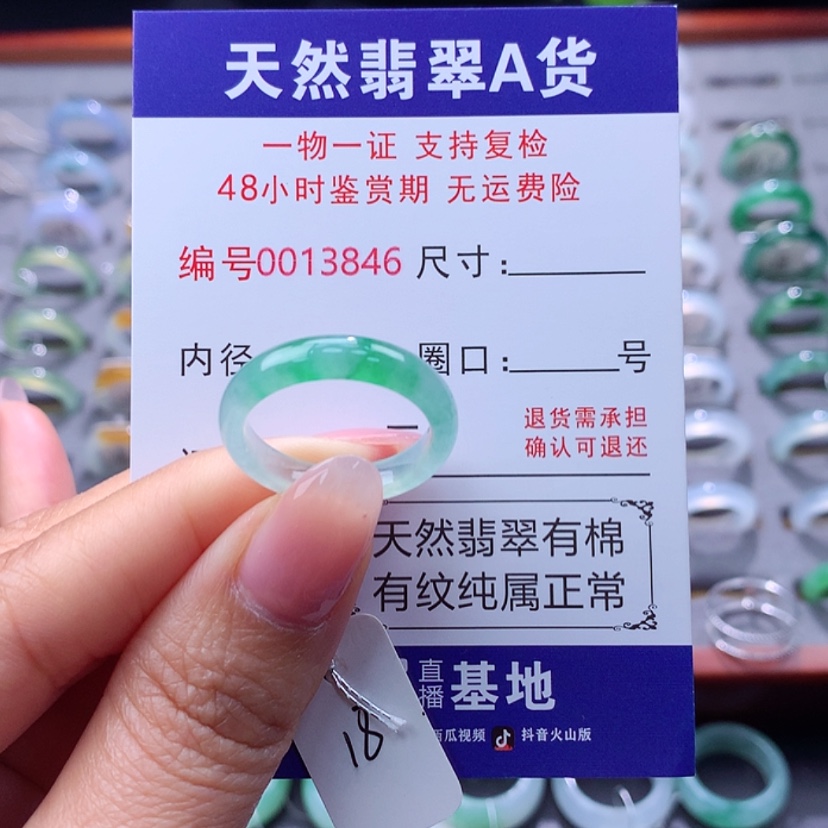 天然翡翠A货
一物一证 支持复检
48小时鉴赏期 无运费险
编号0013846 尺寸:
内径 圈口: 号
退货需承担
确认可退还
天然翡翠有棉
有纹纯属正常
直播基地
西瓜视频 抖音火山版
18